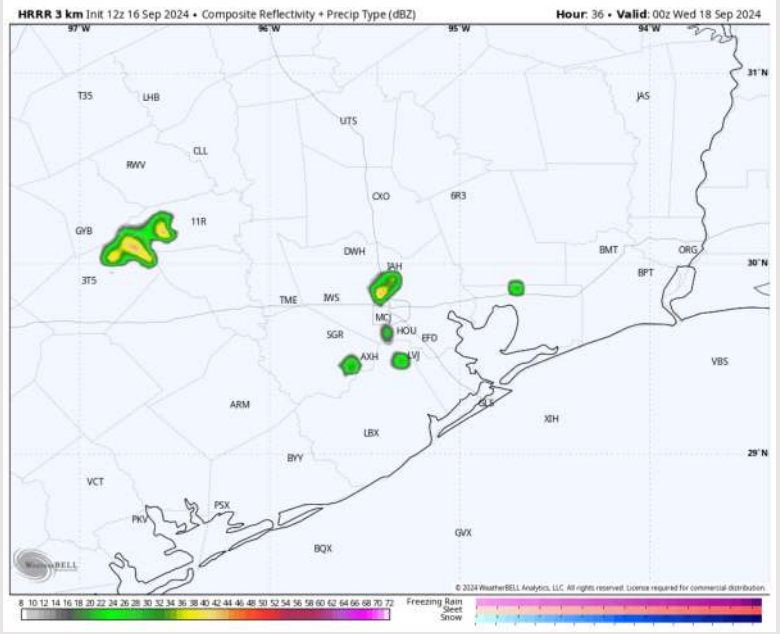 HRRR 3 km Init 12z 16 Sep 2024 • Composite Reflectivity + Precip Type (dBZ) Hour: 36 • Valid: 00z Wed 18 Sep 2024
97°W 96°W 95°W 94°W
31°N
T35 LHB JAS
UTS
CLL
RWV
CXO 6R3
11R
GYB
DWH BMT ORG
IAH 30°N
BPT
3T5
TME IWS
MCJ
SGR HOU EFD
AXH LVJ VBS
ARM GLS
XIH
LBX
29°N
BYY
VCT
PSX
PKV
GVX
BQX
WeatherBELL
© 2024 WeatherBELL Analytics, LLC. All rights reserved. License required for commercial distribution.
8 10 12 14 16 18 20 22 24 26 28 30 32 34 36 38 40 42 44 46 48 50 52 54 56 58 60 62 64 66 68 70 72
Freezing Rain
Sleet
Snow